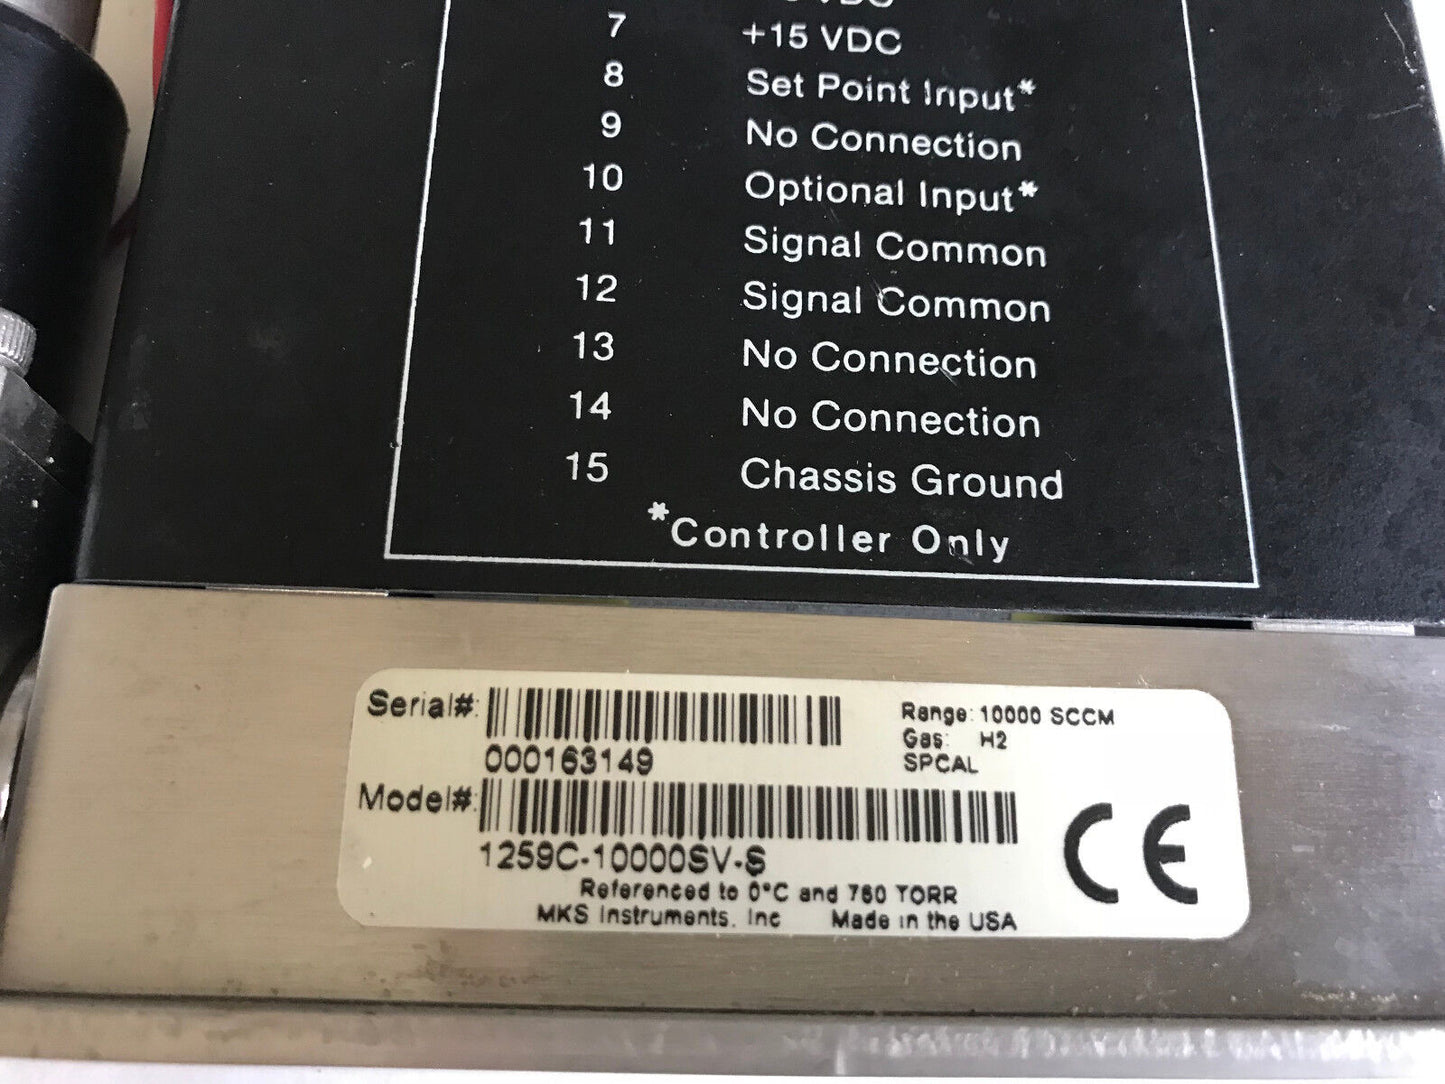 7 +15 VDC
8 Set Point Input*
9 No Connection
10 Optional Input*
11 Signal Common
12 Signal Common
13 No Connection
14 No Connection
15 Chassis Ground
*Controller Only
Serial#: 000163149
Range: 10000 SCCM
Gas: H2
SPCAL
Model#: 1259C-10000SV-S
CE
Referenced to 0°C and 760 TORR
MKS Instruments, Inc Made in the USA